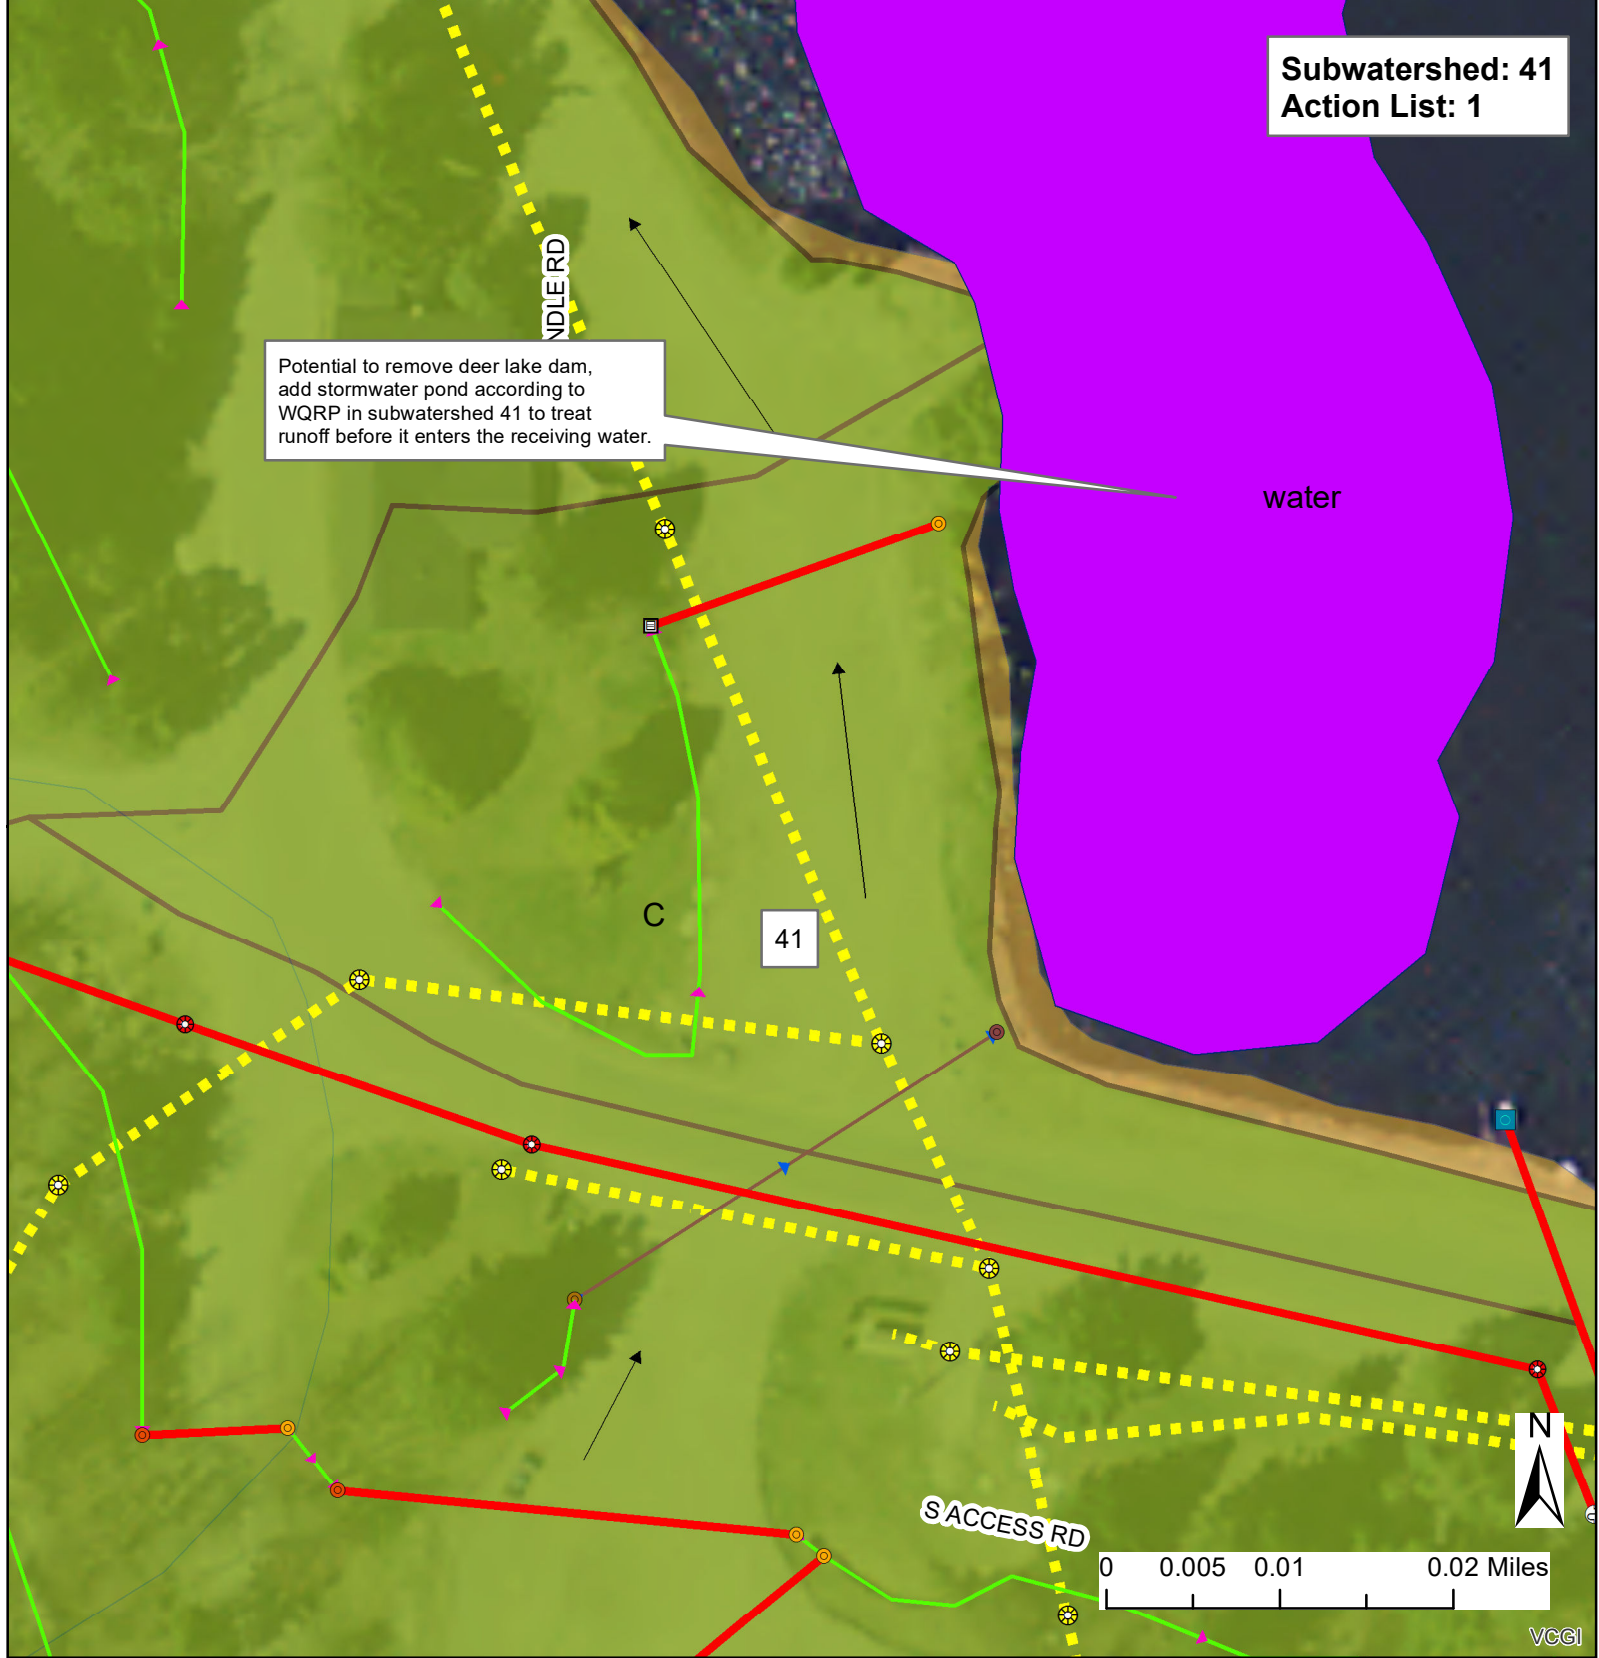 Subwatershed: 41
Action List: 1
NDLE RD
Potential to remove deer lake dam,
add stormwater pond according to
WQRP in subwatershed 41 to treat
runoff before it enters the receiving water.
water
C
41
N
S ACCESS RD
0 0.005 0.01 0.02 Miles
VCGI